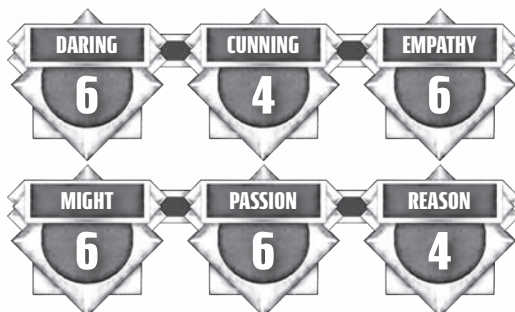 DARING CUNNING EMPATHY
6 4 6
MIGHT PASSION REASON
6 6 4